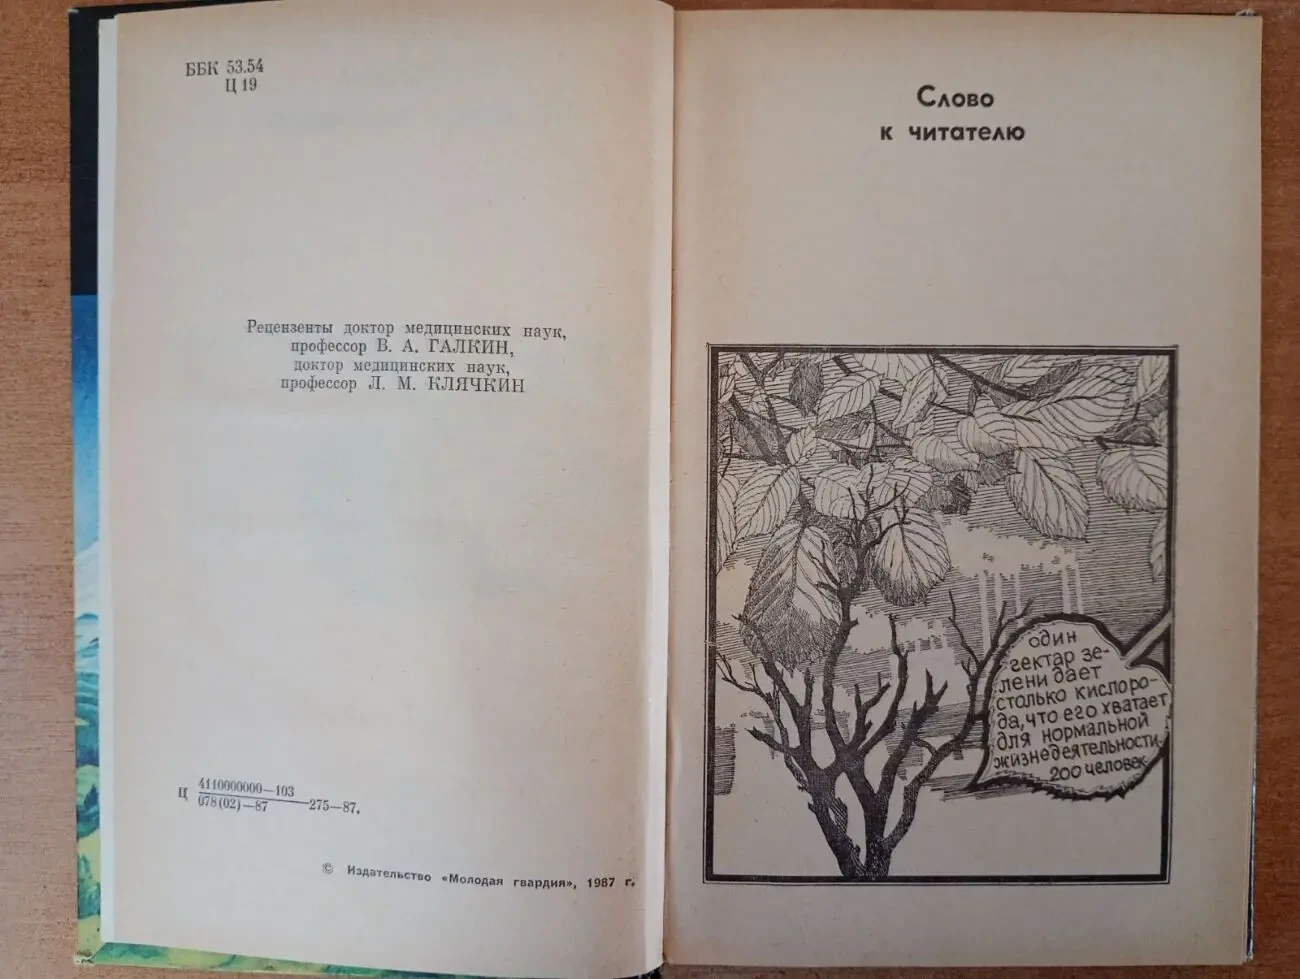 ББК 53.54
Ц 19
Рецензенты доктор медицинских наук,
профессор В. А. ГАЛКИН,
доктор медицинских наук,
профессор Л. М. КЛЯЧКИН
Ц 4110000000—103
078(02)—87
275—87.
© Издательство «Молодая гвардия», 1987 г.
Слово
к читателю
один
гектар зе-
лени дает
столько кислоро-
да, что его хватает
для нормальной
жизнедеятельности
200 человек.